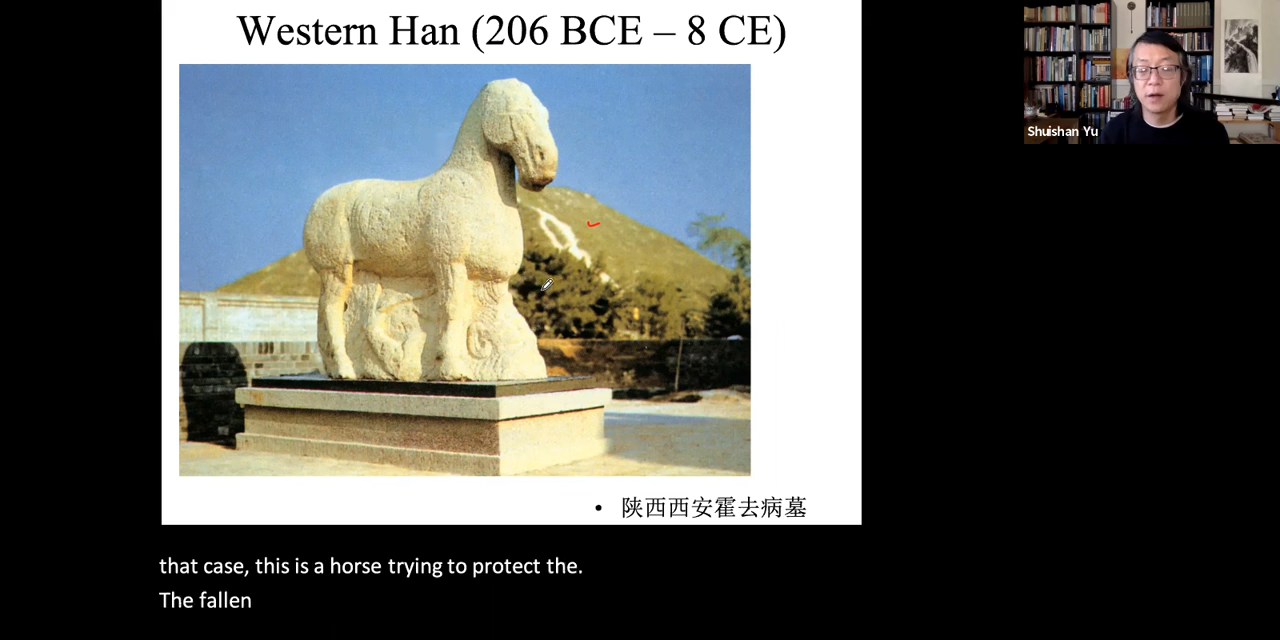 Western Han (206 BCE – 8 CE)
Shuishan Yu
• 陕西西安霍去病墓
that case, this is a horse trying to protect the.
The fallen